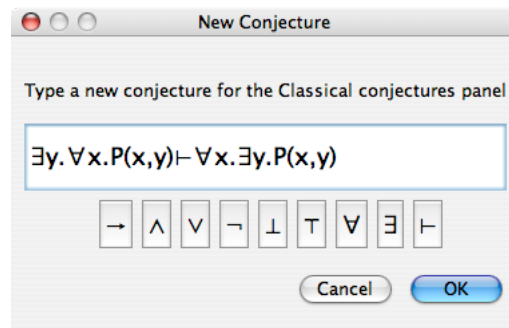 New Conjecture
Type a new conjecture for the Classical conjectures panel
∃y.∀x.P(x,y)⊢∀x.∃y.P(x,y)
→ ∧ ∨ ¬ ⊥ ⊤ ∀ ∃ ⊢
Cancel OK